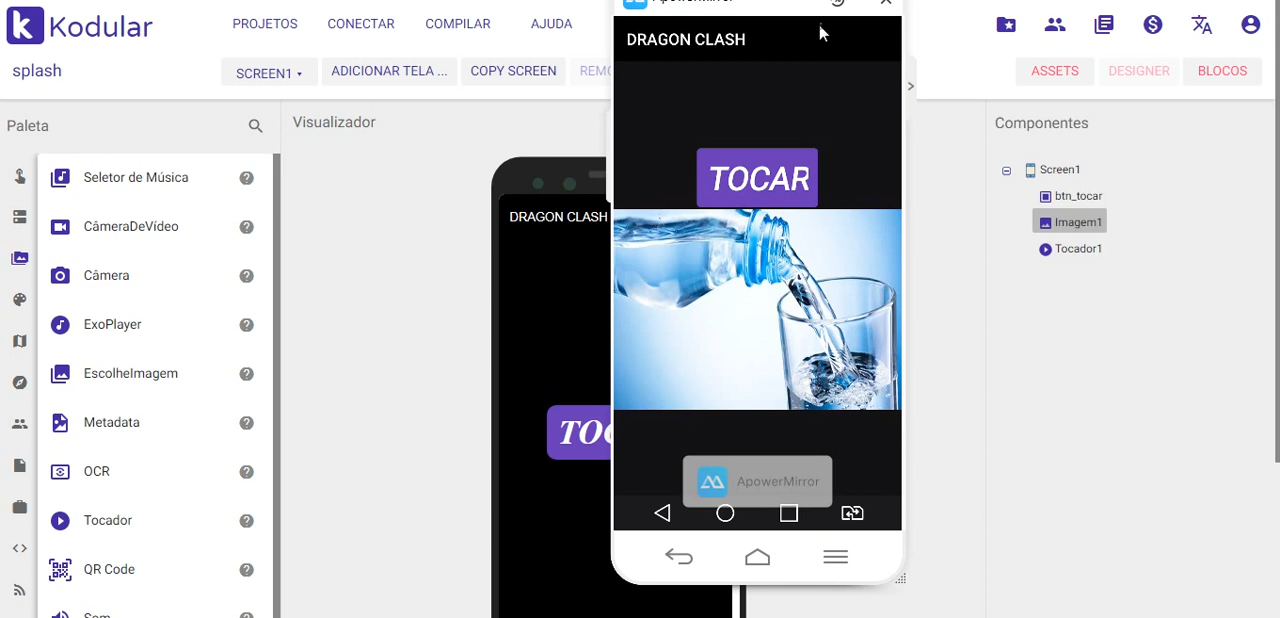 Kodular
PROJETOS
CONECTAR
COMPILAR
AJUDA
splash
SCREEN1
ADICIONAR TELA ...
COPY SCREEN
ASSETS
DESIGNER
BLOCOS
Paleta
Seletor de Música
CâmeraDeVídeo
Câmera
ExoPlayer
EscolheImagem
Metadata
OCR
Tocador
QR Code
Som
Visualizador
DRAGON CLASH
ApowerMirror
DRAGON CLASH
TOCAR
ApowerMirror
Componentes
Screen1
btn_tocar
Imagem1
Tocador1